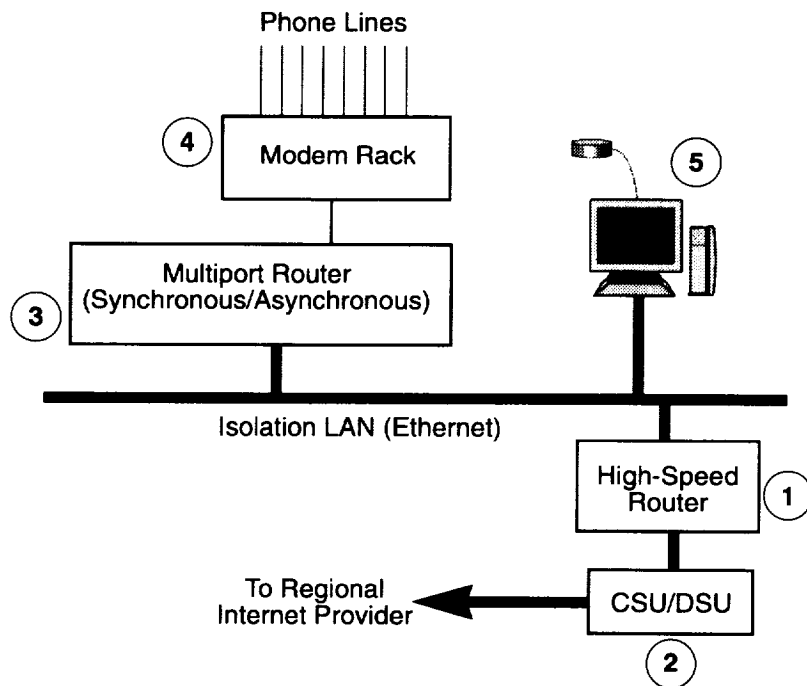 Phone Lines
4
Modem Rack
5
Multiport Router
(Synchronous/Asynchronous)
3
Isolation LAN (Ethernet)
High-Speed
Router
1
To Regional
Internet Provider
CSU/DSU
2